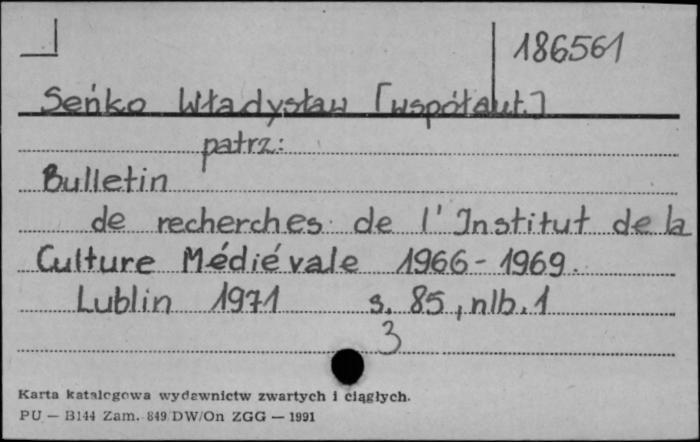 186561
Seńko Władysław [współaut.]
patrz:
Bulletin
de recherches de l'Institut de la
Culture Médiévale 1966-1969.
Lublin 1971 s. 85, nlb. 1
3
Karta katalogowa wydawnictw zwartych i ciągłych.
PU — B144 Zam. 849/DW/On ZGG — 1991